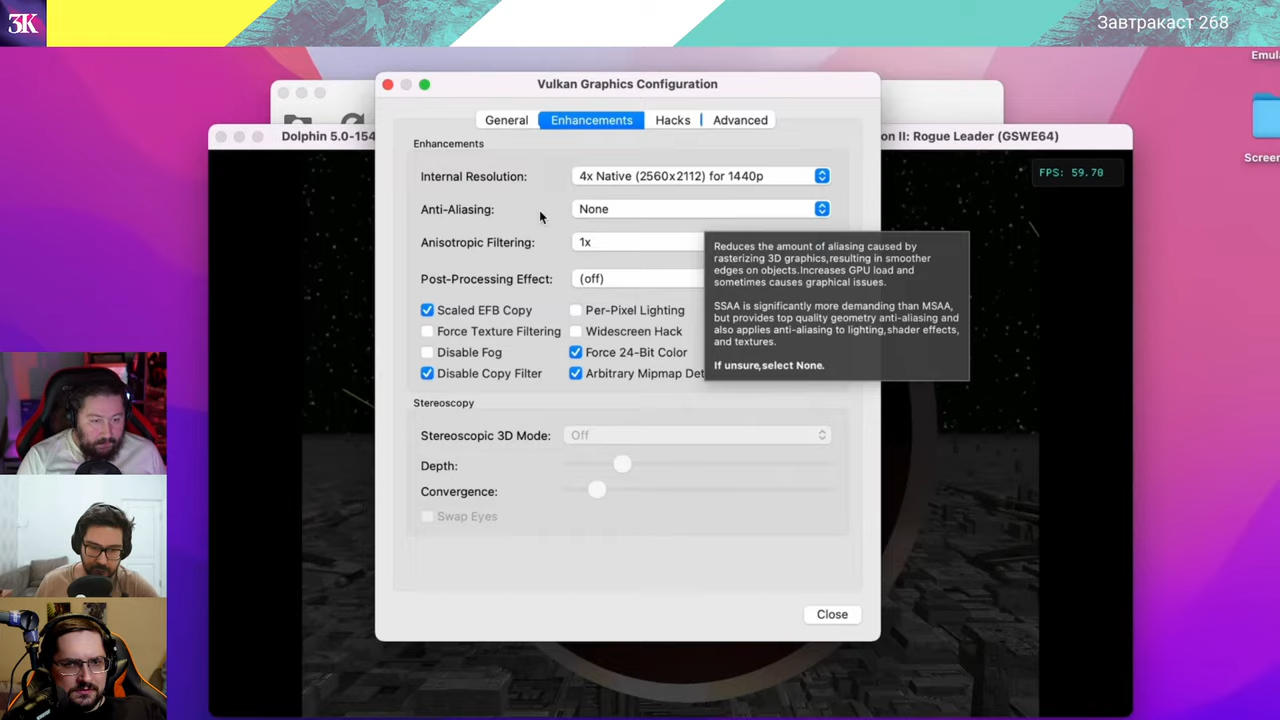 3K
Завтракаст 268
Emul
Vulkan Graphics Configuration
General
Enhancements
Hacks
Advanced
Dolphin 5.0-154
on II: Rogue Leader (GSWE64)
Enhancements
FPS: 59.70
Screen
Internal Resolution:
4x Native (2560x2112) for 1440p
Anti-Aliasing:
None
Anisotropic Filtering:
1x
Post-Processing Effect:
(off)
Reduces the amount of aliasing caused by
rasterizing 3D graphics,resulting in smoother
edges on objects.Increases GPU load and
sometimes causes graphical issues.
SSAA is significantly more demanding than MSAA,
but provides top quality geometry anti-aliasing and
also applies anti-aliasing to lighting,shader effects,
and textures.
If unsure,select None.
Scaled EFB Copy
Per-Pixel Lighting
Force Texture Filtering
Widescreen Hack
Disable Fog
Force 24-Bit Color
Disable Copy Filter
Arbitrary Mipmap Det
Stereoscopy
Stereoscopic 3D Mode:
Off
Depth:
Convergence:
Swap Eyes
Close